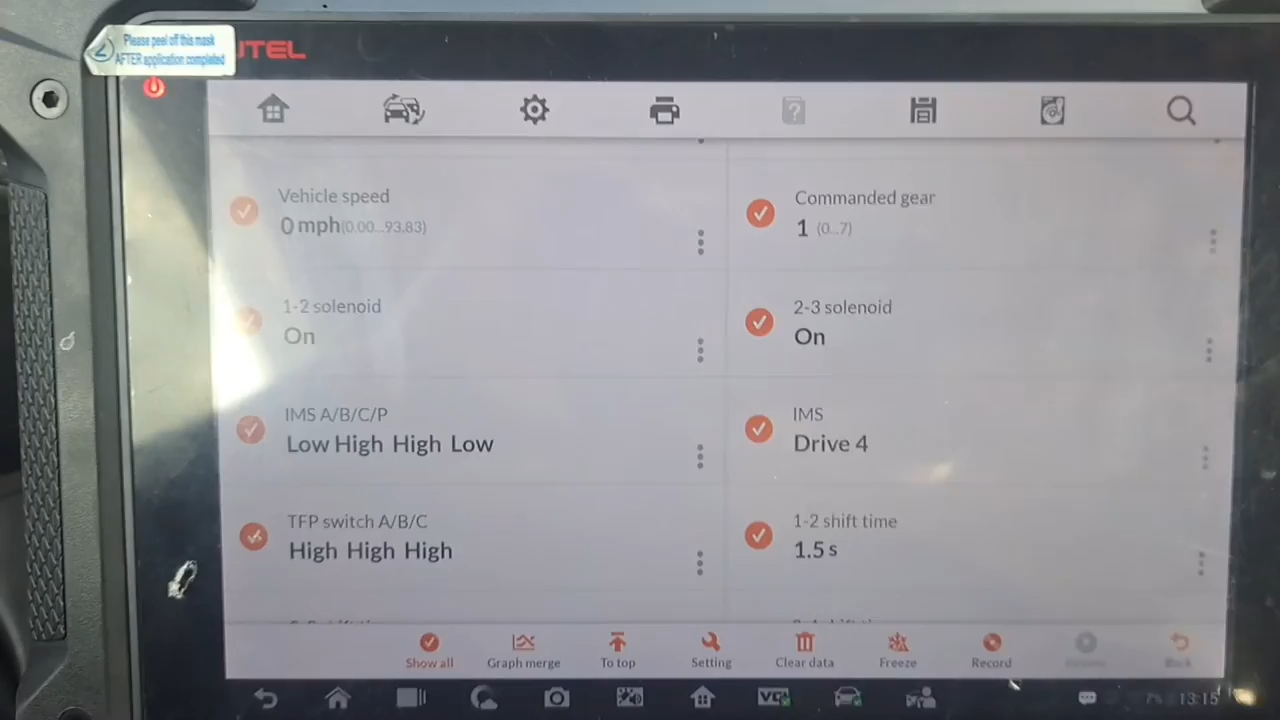 Please peel off this mask
AFTER application completed
UTEL
Vehicle speed
0 mph(0.00...93.83)
Commanded gear
1 (0...7)
1-2 solenoid
On
2-3 solenoid
On
IMS A/B/C/P
Low High High Low
IMS
Drive 4
TFP switch A/B/C
High High High
1-2 shift time
1.5 s
Show all
Graph merge
To top
Setting
Clear data
Freeze
Record
Back
VCI
7% 13:15